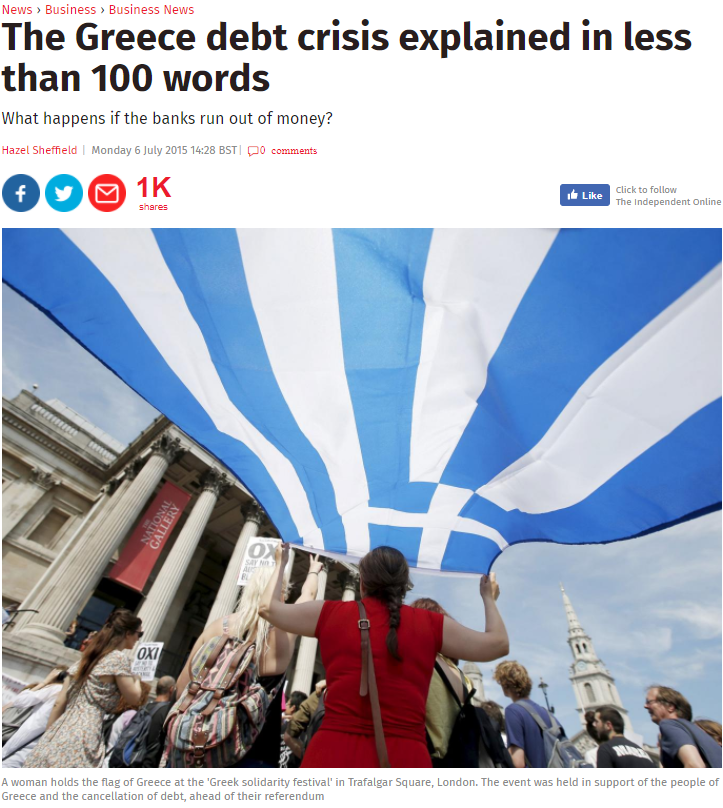 News › Business › Business News
The Greece debt crisis explained in less
than 100 words
What happens if the banks run out of money?
Hazel Sheffield | Monday 6 July 2015 14:28 BST | 0 comments
1K
shares
Like
Click to follow
The Independent Online
THE
NATIONAL
GALLERY
OXI
OXI
A woman holds the flag of Greece at the 'Greek solidarity festival' in Trafalgar Square, London. The event was held in support of the people of
Greece and the cancellation of debt, ahead of their referendum